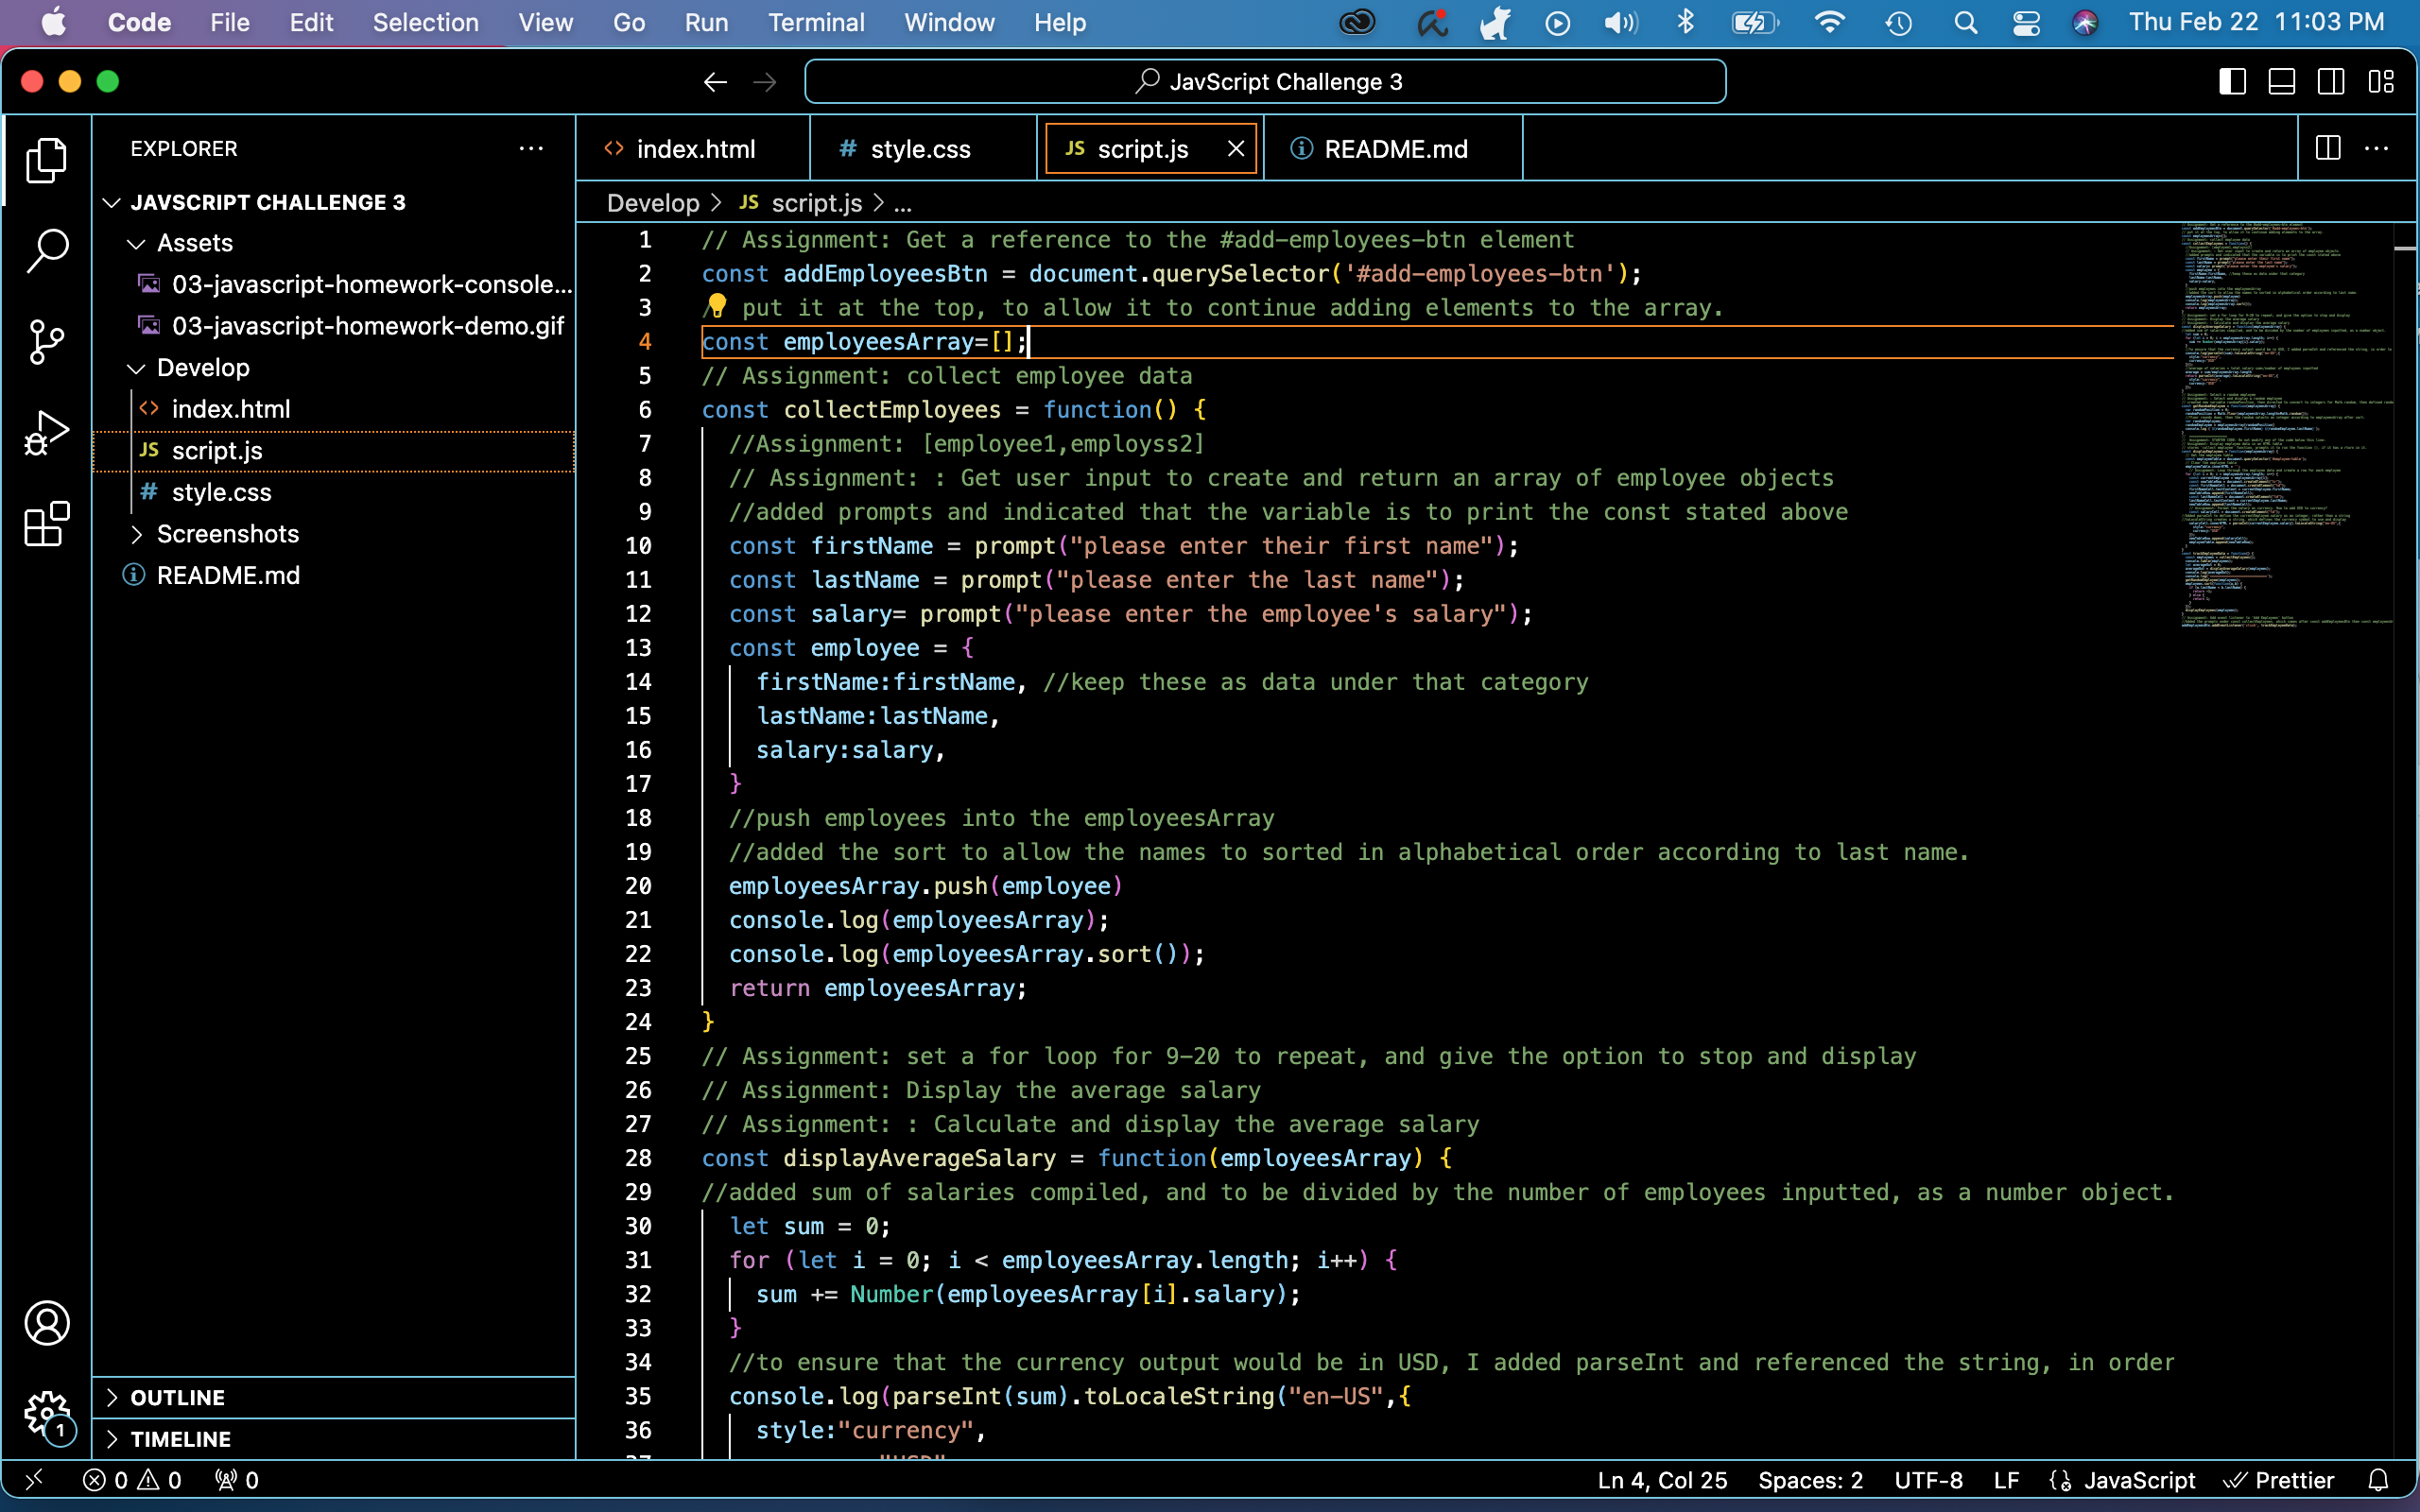 Code File Edit Selection View Go Run Terminal Window Help Thu Feb 22 11:03 PM
JavScript Challenge 3
EXPLORER
JAVSCRIPT CHALLENGE 3
Assets
03-javascript-homework-console...
03-javascript-homework-demo.gif
Develop
index.html
JS script.js
# style.css
Screenshots
README.md
OUTLINE
TIMELINE
index.html # style.css JS script.js README.md
Develop > JS script.js > ...
1 // Assignment: Get a reference to the #add-employees-btn element
2 const addEmployeesBtn = document.querySelector('#add-employees-btn');
3 / put it at the top, to allow it to continue adding elements to the array.
4 const employeesArray=[];
5 // Assignment: collect employee data
6 const collectEmployees = function() {
7 //Assignment: [employee1,employss2]
8 // Assignment: : Get user input to create and return an array of employee objects
9 //added prompts and indicated that the variable is to print the const stated above
10 const firstName = prompt("please enter their first name");
11 const lastName = prompt("please enter the last name");
12 const salary= prompt("please enter the employee's salary");
13 const employee = {
14 firstName:firstName, //keep these as data under that category
15 lastName:lastName,
16 salary:salary,
17 }
18 //push employees into the employeesArray
19 //added the sort to allow the names to sorted in alphabetical order according to last name.
20 employeesArray.push(employee)
21 console.log(employeesArray);
22 console.log(employeesArray.sort());
23 return employeesArray;
24 }
25 // Assignment: set a for loop for 9-20 to repeat, and give the option to stop and display
26 // Assignment: Display the average salary
27 // Assignment: : Calculate and display the average salary
28 const displayAverageSalary = function(employeesArray) {
29 //added sum of salaries compiled, and to be divided by the number of employees inputted, as a number object.
30 let sum = 0;
31 for (let i = 0; i < employeesArray.length; i++) {
32 sum += Number(employeesArray[i].salary);
33 }
34 //to ensure that the currency output would be in USD, I added parseInt and referenced the string, in order
35 console.log(parseInt(sum).toLocaleString("en-US",{
36 style:"currency",
1
0 0 0 Ln 4, Col 25 Spaces: 2 UTF-8 LF JavaScript Prettier